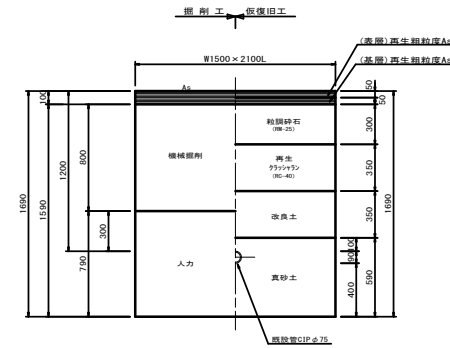 掘 削 工 仮復旧工
(表層)再生粗粒度As
(基層)再生粗粒度As
W1500×2100L
As
100
50
50
粒調砕石
(RM-25)
300
機械掘削
800
1200
再生
クラッシャラン
(RC-40)
350
1690
1590
改良土
350
1690
300
人力
790
100
90
真砂土
590
400
既設管CIPφ75